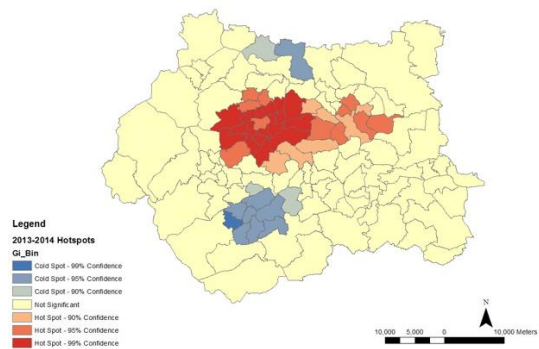 Legend
2013-2014 Hotspots
Gi_Bin
Cold Spot - 99% Confidence
Cold Spot - 95% Confidence
Cold Spot - 90% Confidence
Not Significant
Hot Spot - 90% Confidence
Hot Spot - 95% Confidence
Hot Spot - 99% Confidence
N
10,000 5,000 0 10,000 Meters